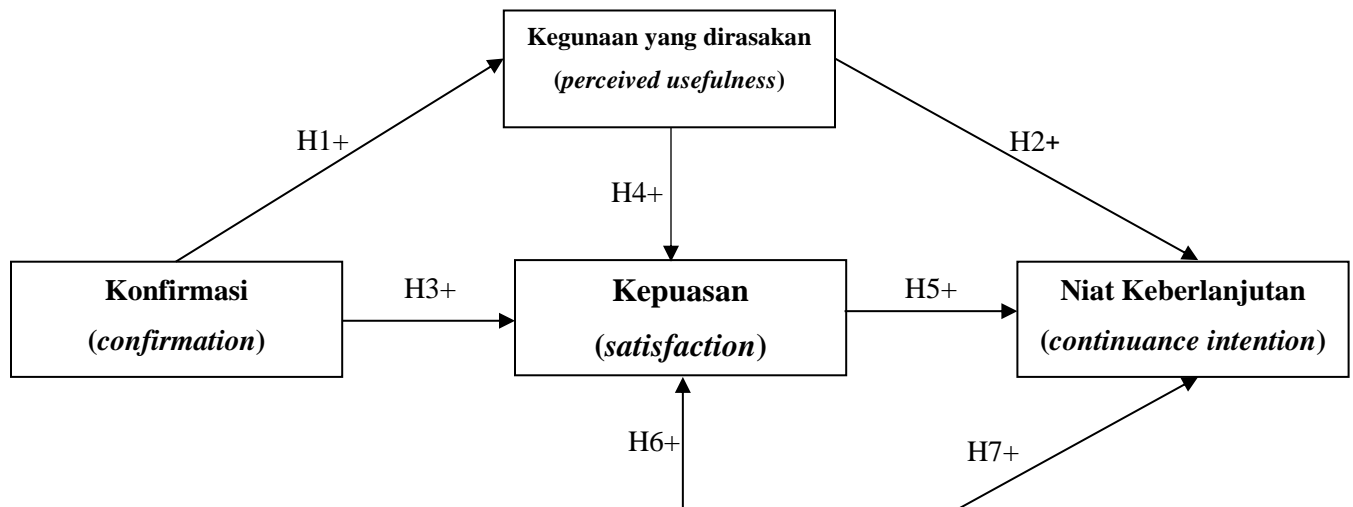 Kegunaan yang dirasakan
(perceived usefulness)
H1+
H2+
H4+
Konfirmasi
(confirmation)
H3+
Kepuasan
(satisfaction)
H5+
Niat Keberlanjutan
(continuance intention)
H6+
H7+